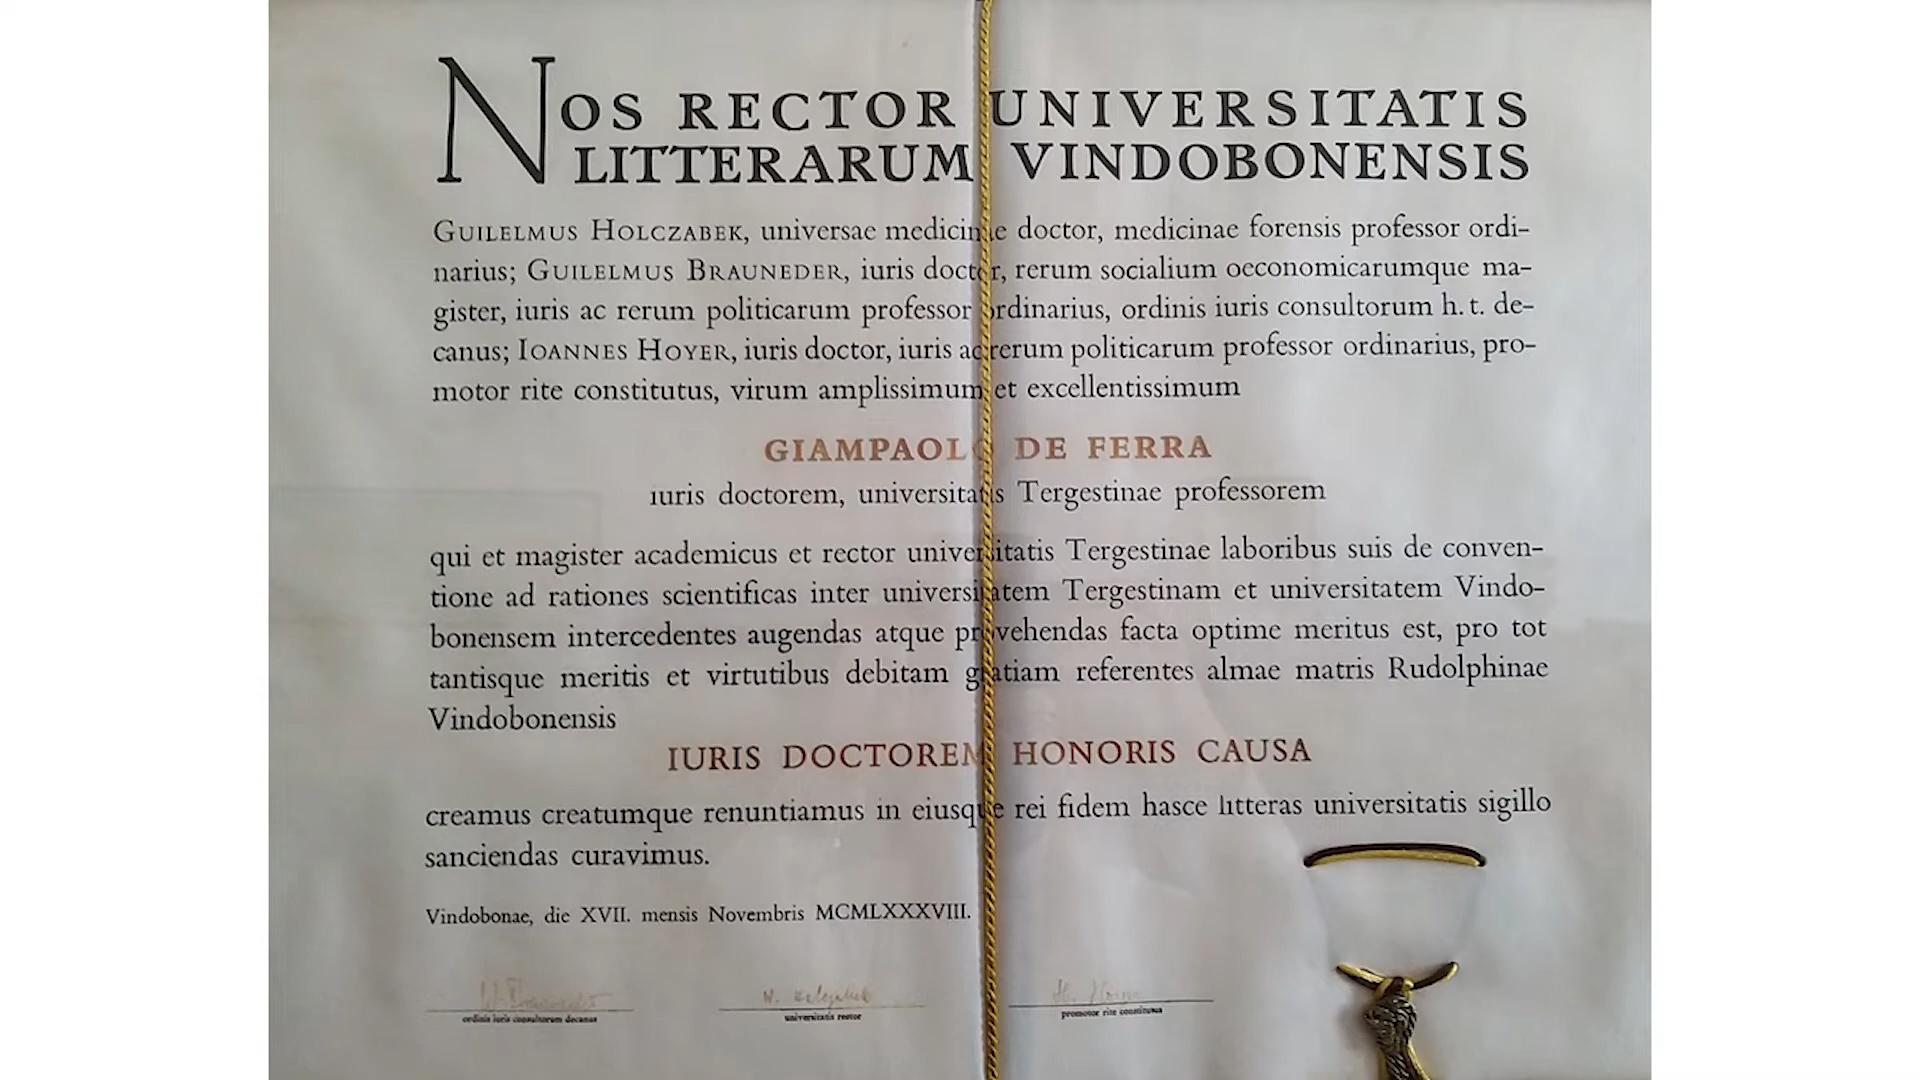 NOS RECTOR UNIVERSITATIS
LITTERARUM VINDOBONENSIS
GUILELMUS HOLCZABEK, universae medicinae doctor, medicinae forensis professor ordi-
narius; GUILELMUS BRAUNEDER, iuris doctor, rerum socialium oeconomicarumque ma-
gister, iuris ac rerum politicarum professor ordinarius, ordinis iuris consultorum h. t. de-
canus; IOANNES HOYER, iuris doctor, iuris ac rerum politicarum professor ordinarius, pro-
motor rite constitutus, virum amplissimum et excellentissimum
GIAMPAOLO DE FERRA
iuris doctorem, universitatis Tergestinae professorem
qui et magister academicus et rector universitatis Tergestinae laboribus suis de conven-
tione ad rationes scientificas inter universitatem Tergestinam et universitatem Vindo-
bonensem intercedentes augendas atque provehendas facta optime meritus est, pro tot
tantisque meritis et virtutibus debitam gratiam referentes almae matris Rudolphinae
Vindobonensis
IURIS DOCTOREM HONORIS CAUSA
creamus creatumque renuntiamus in eiusque rei fidem hasce litteras universitatis sigillo
sanciendas curavimus.
Vindobonae, die XVII. mensis Novembris MCMLXXXVIII.
ordinis iuris consultorum decanus
universitatis rector
promotor rite constitutus